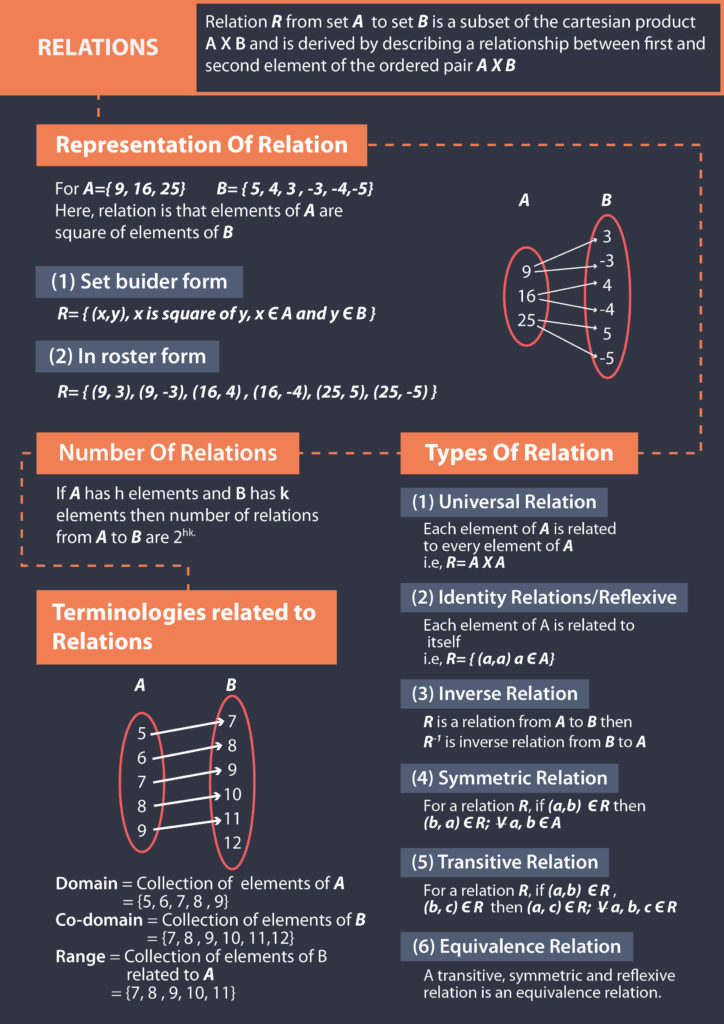 RELATIONS
Relation R from set A to set B is a subset of the cartesian product
A X B and is derived by describing a relationship between first and
second element of the ordered pair A X B
Representation Of Relation
For A={ 9, 16, 25} B= { 5, 4, 3 , -3, -4,-5}
Here, relation is that elements of A are
square of elements of B
(1) Set buider form
R= { (x,y), x is square of y, x Є A and y Є B }
(2) In roster form
R= { (9, 3), (9, -3), (16, 4) , (16, -4), (25, 5), (25, -5) }
A B
3
9
-3
16
4
25
-4
5
-5
Number Of Relations
If A has h elements and B has k
elements then number of relations
from A to B are 2^hk.
Terminologies related to
Relations
A B
5 7
6 8
7 9
8 10
9 11
12
Domain = Collection of elements of A
= {5, 6, 7, 8 , 9}
Co-domain = Collection of elements of B
= {7, 8 , 9, 10, 11,12}
Range = Collection of elements of B
related to A
= {7, 8 , 9, 10, 11}
Types Of Relation
(1) Universal Relation
Each element of A is related
to every element of A
i.e, R= A X A
(2) Identity Relations/Reflexive
Each element of A is related to
itself
i.e, R= { (a,a) a Є A}
(3) Inverse Relation
R is a relation from A to B then
R⁻¹ is inverse relation from B to A
(4) Symmetric Relation
For a relation R, if (a,b) Є R then
(b, a) Є R; ∀ a, b Є A
(5) Transitive Relation
For a relation R, if (a,b) Є R ,
(b, c) Є R then (a, c) Є R; ∀ a, b, c Є R
(6) Equivalence Relation
A transitive, symmetric and reflexive
relation is an equivalence relation.